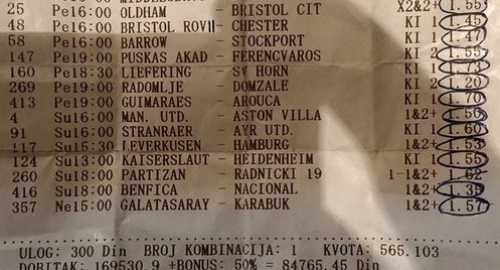 25 Pe16:00 OLDHAM - BRISTOL CIT X2&2+ 1.55
48 Pe16:00 BRISTOL ROVII - CHESTER KI 1 1.45
58 Pe16:00 BARROW - STOCKPORT KI 1 1.47
147 Pe19:00 PUSKAS AKAD - FERENCVAROS KI 2 1.55
160 Pe18:30 LIEFERING - SV HORN KI 1 1.73
269 Pe19:00 RADOMLJE - DOMZALE KI 2 1.20
413 Pe19:00 GUIMARAES - AROUCA KI 1 1.70
4 Su16:00 MAN. UTD. - ASTON VILLA 1&2+ 1.50
91 Su16:00 STRANRAER - AYR UTD. KI 2 1.60
117 Su15:30 LEVERKUSEN - HAMBURG 1&2+ 1.53
124 Su13:00 KAISERSLAUT - HEIDENHEIM KI 1 1.55
260 Su18:00 PARTIZAN - RADNICKI 19 1-1&2+ 1.62
416 Su18:00 BENFICA - NACIONAL 1&2+ 1.35
357 Ne15:00 GALATASARAY - KARABUK 1&2+ 1.57
ULOG: 300 Din BROJ KOMBINACIJA: 1 KVOTA: 565.103
DOBITAK: 169530.9 +BONUS: 50% = 84765.45 Din